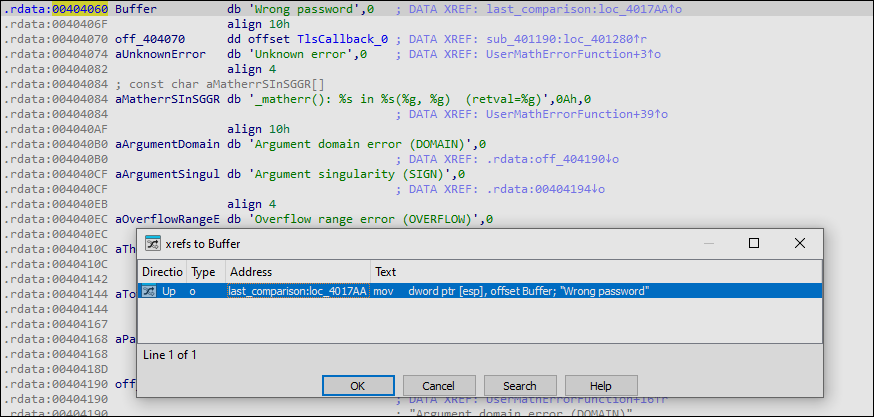 .rdata:00404060 Buffer db 'Wrong password',0 ; DATA XREF: last_comparison:loc_4017AA↑o
.rdata:0040406F align 10h
.rdata:00404070 off_404070 dd offset TlsCallback_0 ; DATA XREF: sub_401190:loc_401280↑r
.rdata:00404074 aUnknownError db 'Unknown error',0 ; DATA XREF: UserMathErrorFunction+3↑o
.rdata:00404082 align 4
.rdata:00404084 ; const char aMatherrSInSGGR[]
.rdata:00404084 aMatherrSInSGGR db '_matherr(): %s in %s(%g, %g)  (retval=%g)',0Ah,0
.rdata:00404084 ; DATA XREF: UserMathErrorFunction+39↑o
.rdata:004040AF align 10h
.rdata:004040B0 aArgumentDomain db 'Argument domain error (DOMAIN)',0
.rdata:004040B0 ; DATA XREF: .rdata:off_404190↓o
.rdata:004040CF aArgumentSingul db 'Argument singularity (SIGN)',0
.rdata:004040CF ; DATA XREF: .rdata:00404194↓o
.rdata:004040EB align 4
.rdata:004040EC aOverflowRangeE db 'Overflow range error (OVERFLOW)',0
.rdata:004040EC
.rdata:0040410C aTh
.rdata:0040410C
.rdata:00404142
.rdata:00404144 aTo
.rdata:00404144
.rdata:00404167
.rdata:00404168 aPa
.rdata:00404168
.rdata:0040418D
.rdata:00404190 off
.rdata:00404190 ; DATA XREF: UserMathErrorFunction+16↑r
.rdata:00404190 ; "Argument domain error (DOMAIN)"
xrefs to Buffer
Directio Type Address Text
Up o last_comparison:loc_4017AA mov dword ptr [esp], offset Buffer; "Wrong password"
Line 1 of 1
OK Cancel Search Help